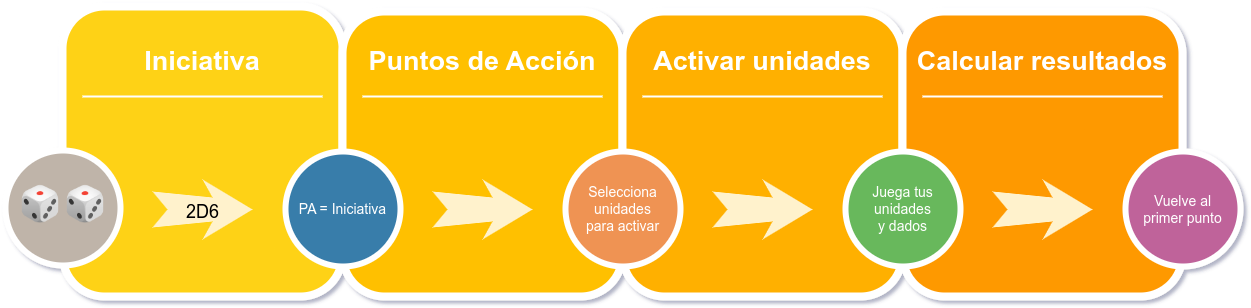 Iniciativa
Puntos de Acción
Activar unidades
Calcular resultados
2D6
PA = Iniciativa
Selecciona
unidades
para activar
Juega tus
unidades
y dados
Vuelve al
primer punto